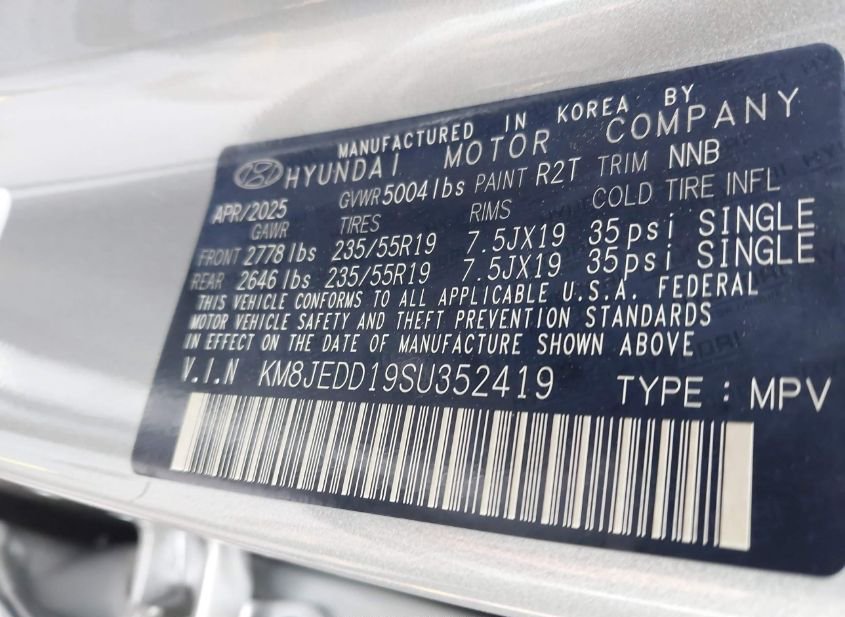 MANUFACTURED IN KOREA BY
HYUNDAI MOTOR COMPANY
APR/2025 GVWR 5004lbs PAINT R2T TRIM NNB
GAWR TIRES RIMS COLD TIRE INFL
FRONT 2778 lbs 235/55R19 7.5JX19 35psi SINGLE
REAR 2646 lbs 235/55R19 7.5JX19 35psi SINGLE
THIS VEHICLE CONFORMS TO ALL APPLICABLE U.S.A. FEDERAL
MOTOR VEHICLE SAFETY AND THEFT PREVENTION STANDARDS
IN EFFECT ON THE DATE OF MANUFACTURE SHOWN ABOVE
V.I.N KM8JEDD19SU352419 TYPE : MPV